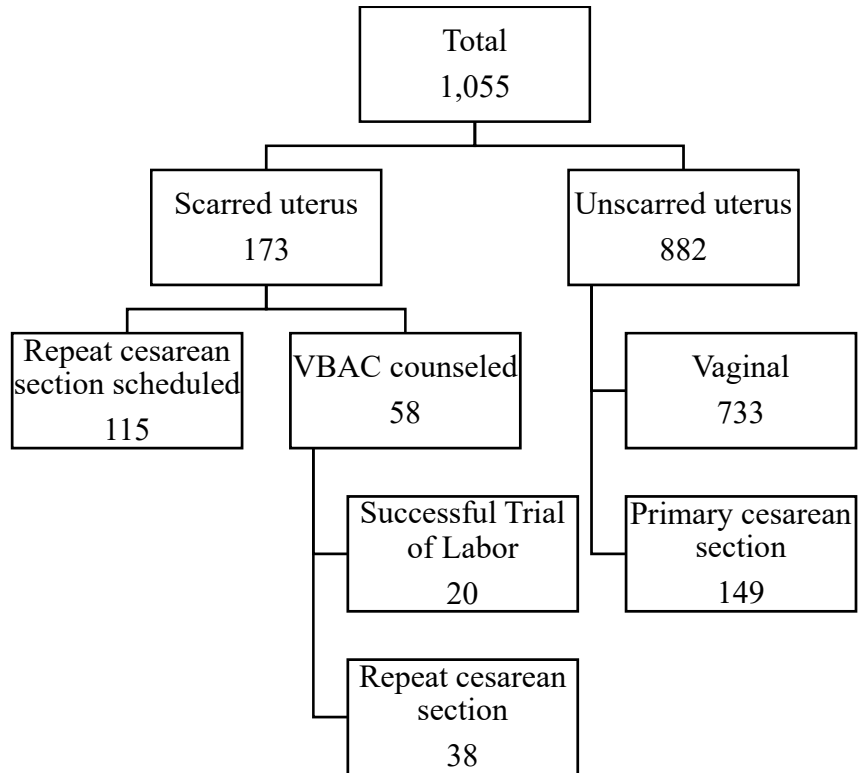 Total
1,055
Scarred uterus
173
Unscarred uterus
882
Repeat cesarean
section scheduled
115
VBAC counseled
58
Vaginal
733
Successful Trial
of Labor
20
Primary cesarean
section
149
Repeat cesarean
section
38